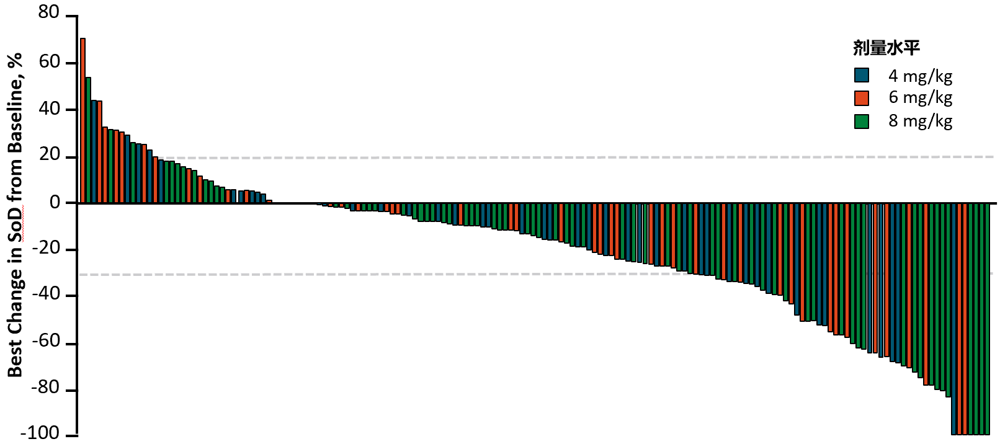 Best Change in SoD from Baseline, %
80
60
40
20
0
-20
-40
-60
-80
-100
剂量水平
4 mg/kg
6 mg/kg
8 mg/kg